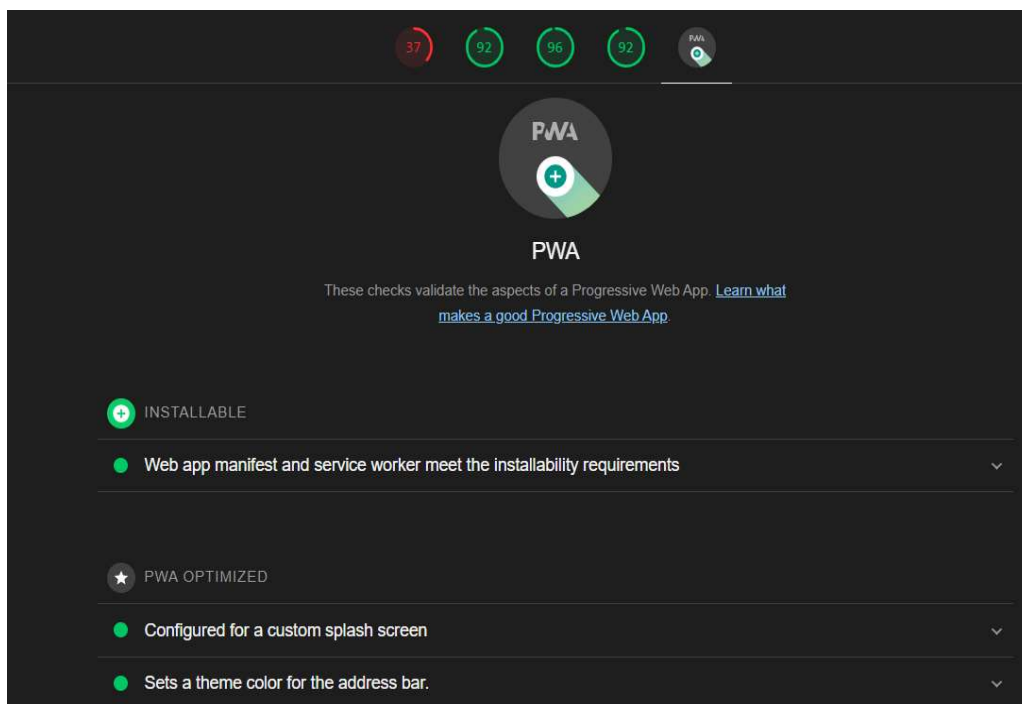 37 92 96 92 PWA
PWA
PWA
These checks validate the aspects of a Progressive Web App. Learn what
makes a good Progressive Web App.
INSTALLABLE
Web app manifest and service worker meet the installability requirements
PWA OPTIMIZED
Configured for a custom splash screen
Sets a theme color for the address bar.